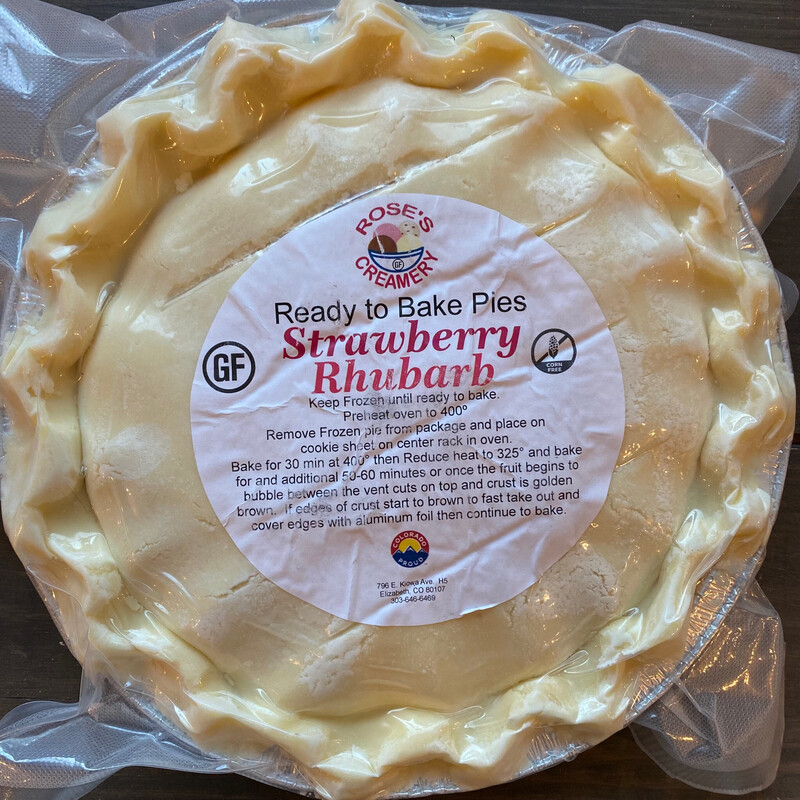 ROSE'S
GF
CREAMERY
Ready to Bake Pies
Strawberry
Rhubarb
GF
CORN
FREE
Keep Frozen until ready to bake.
Preheat oven to 400º
Remove Frozen pie from package and place on
cookie sheet on center rack in oven.
Bake for 30 min at 400° then Reduce heat to 325° and bake
for and additional 50-60 minutes or once the fruit begins to
bubble between the vent cuts on top and crust is golden
brown. If edges of crust start to brown to fast take out and
cover edges with aluminum foil then continue to bake.
COLORADO
PROUD
796 E. Kiowa Ave. H5
Elizabeth, CO 80107
303-646-6469